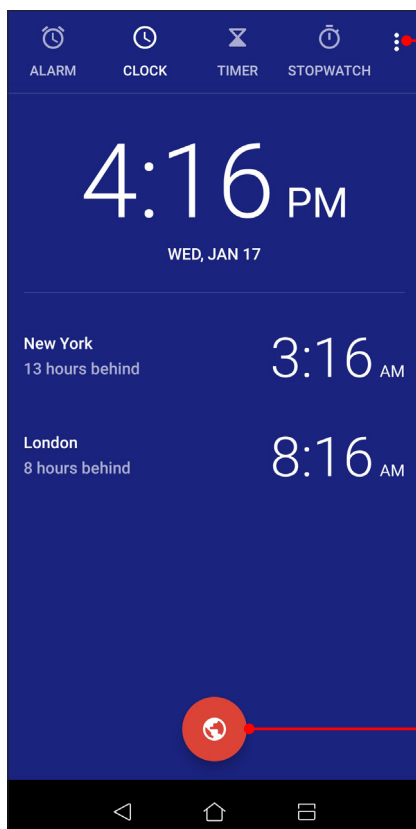 ALARM CLOCK TIMER STOPWATCH
4:16 PM
WED, JAN 17
New York
13 hours behind
3:16 AM
London
8 hours behind
8:16 AM